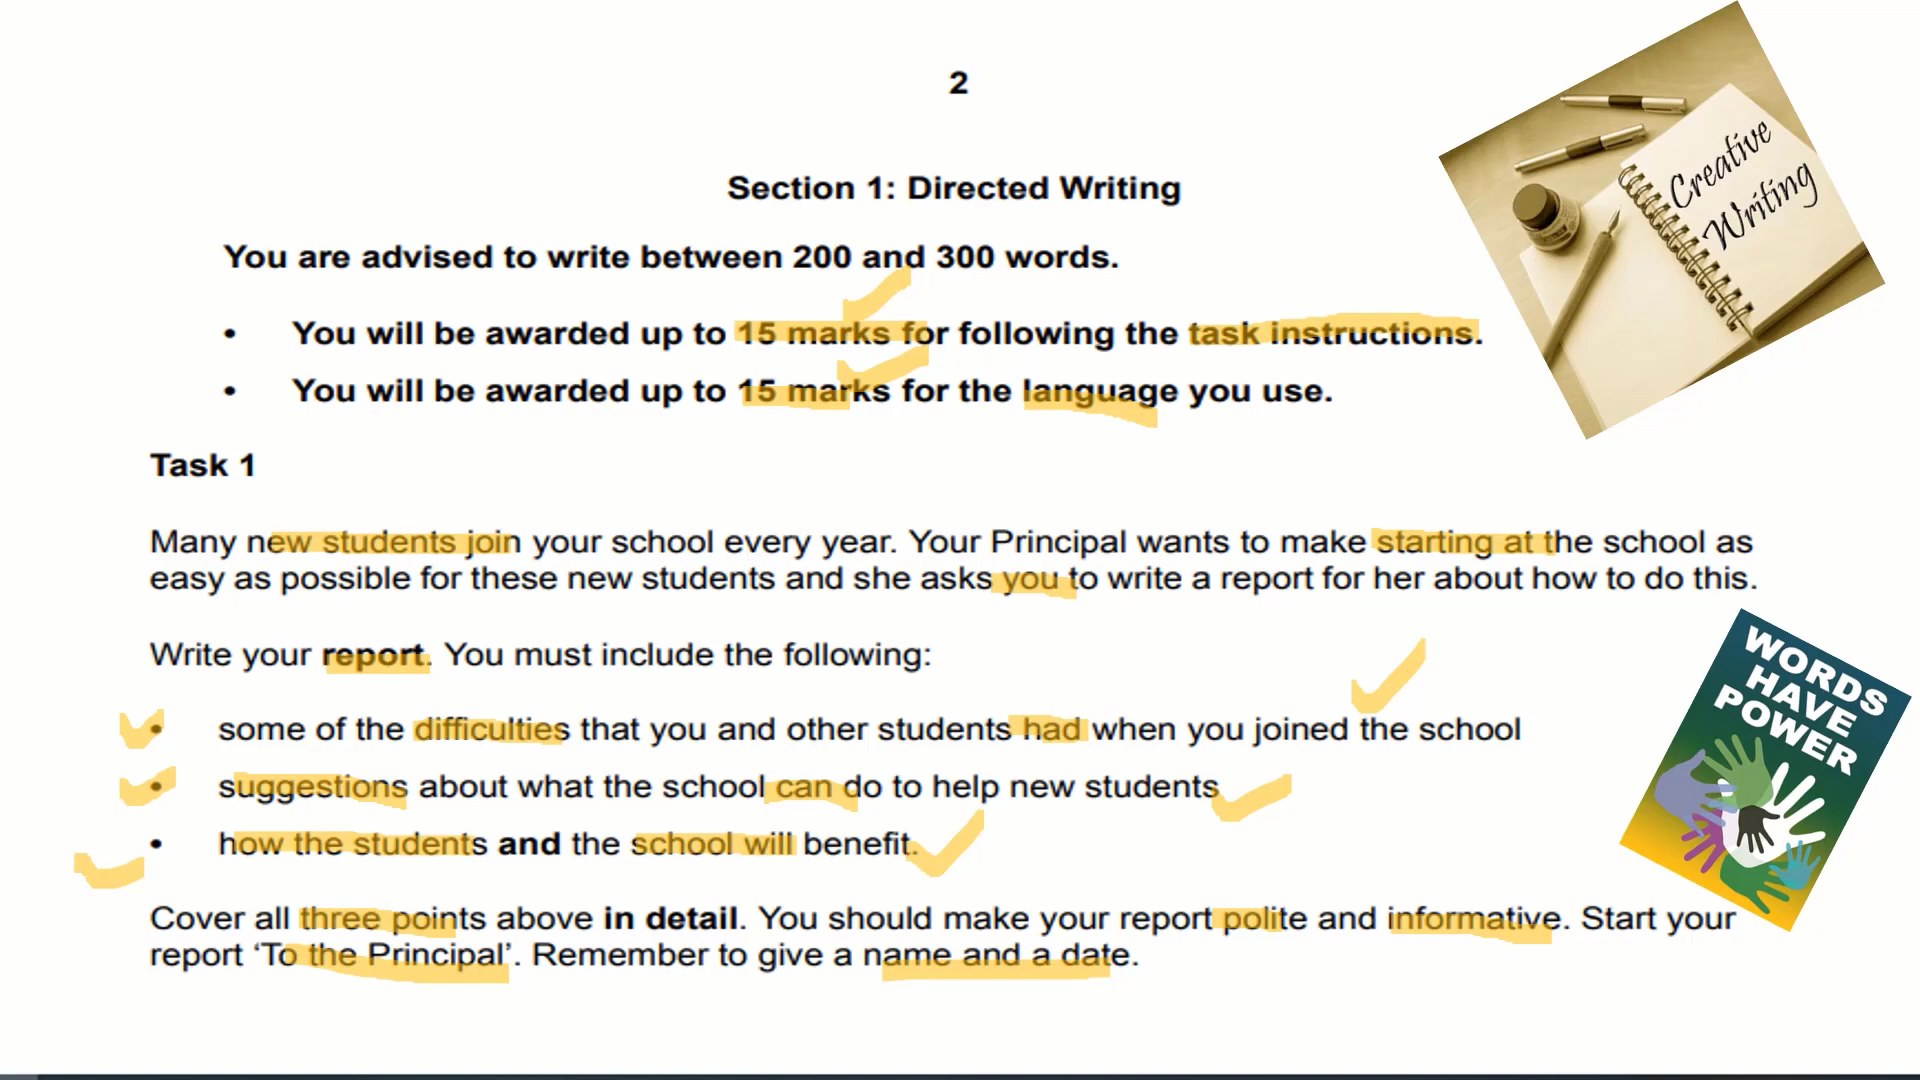 2
Section 1: Directed Writing
You are advised to write between 200 and 300 words.
• You will be awarded up to 15 marks for following the task instructions.
• You will be awarded up to 15 marks for the language you use.
Task 1
Many new students join your school every year. Your Principal wants to make starting at the school as
easy as possible for these new students and she asks you to write a report for her about how to do this.
Write your report. You must include the following:
• some of the difficulties that you and other students had when you joined the school
• suggestions about what the school can do to help new students
• how the students and the school will benefit.
Cover all three points above in detail. You should make your report polite and informative. Start your
report ‘To the Principal’. Remember to give a name and a date.
Creative
Writing
WORDS
HAVE
POWER